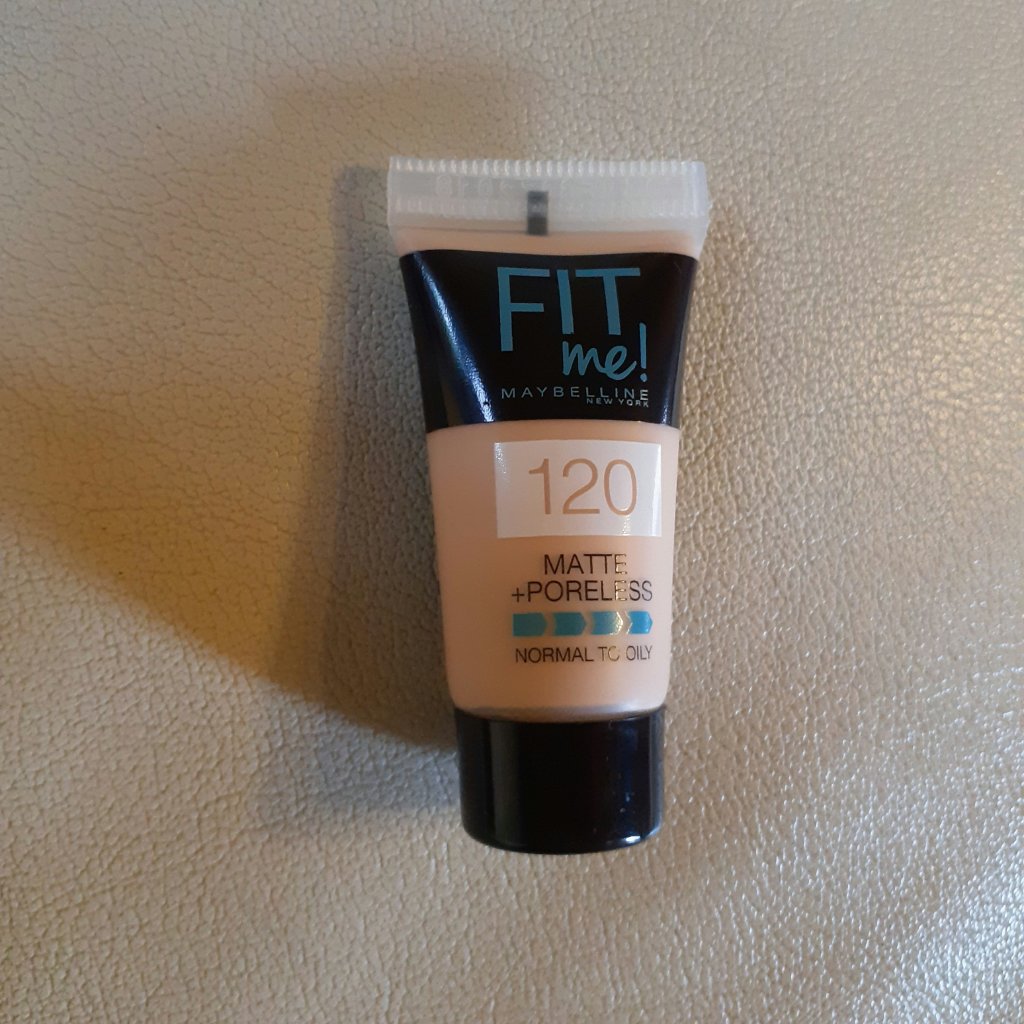 FIT
me!
MAYBELLINE
NEW YORK
120
MATTE
+PORELESS
NORMAL TO OILY